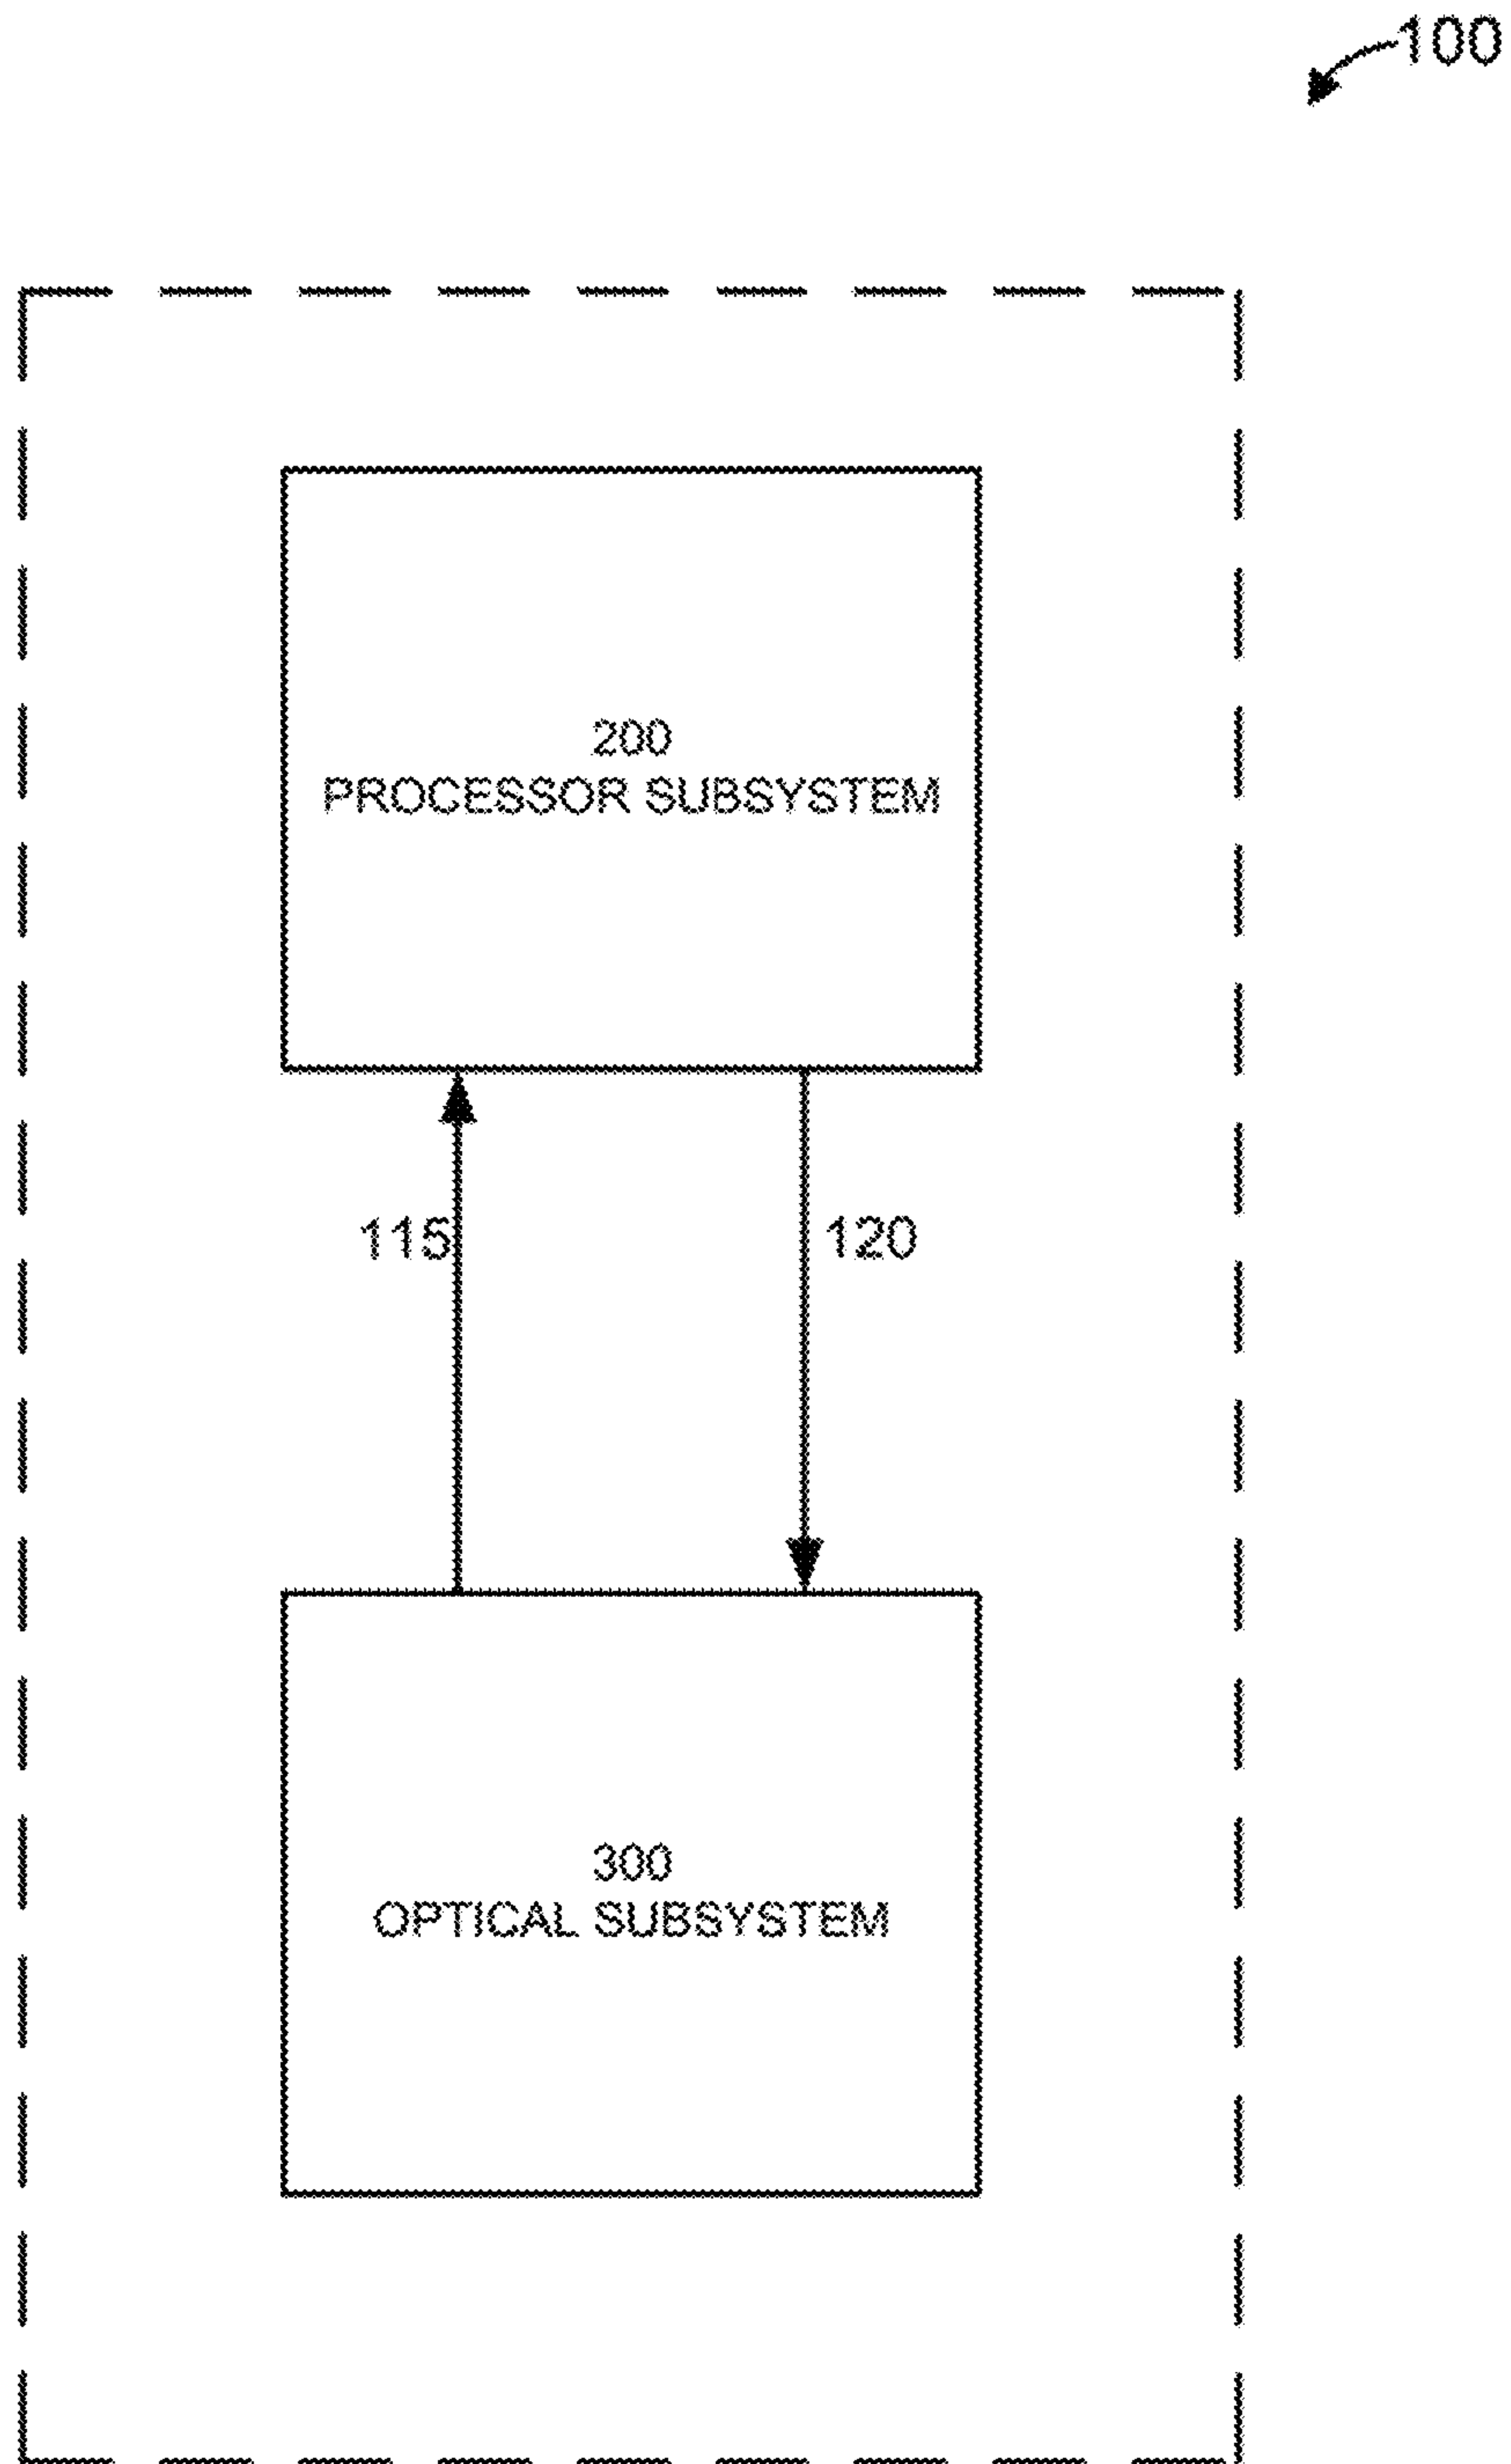 100
200
PROCESSOR SUBSYSTEM
115
120
300
OPTICAL SUBSYSTEM